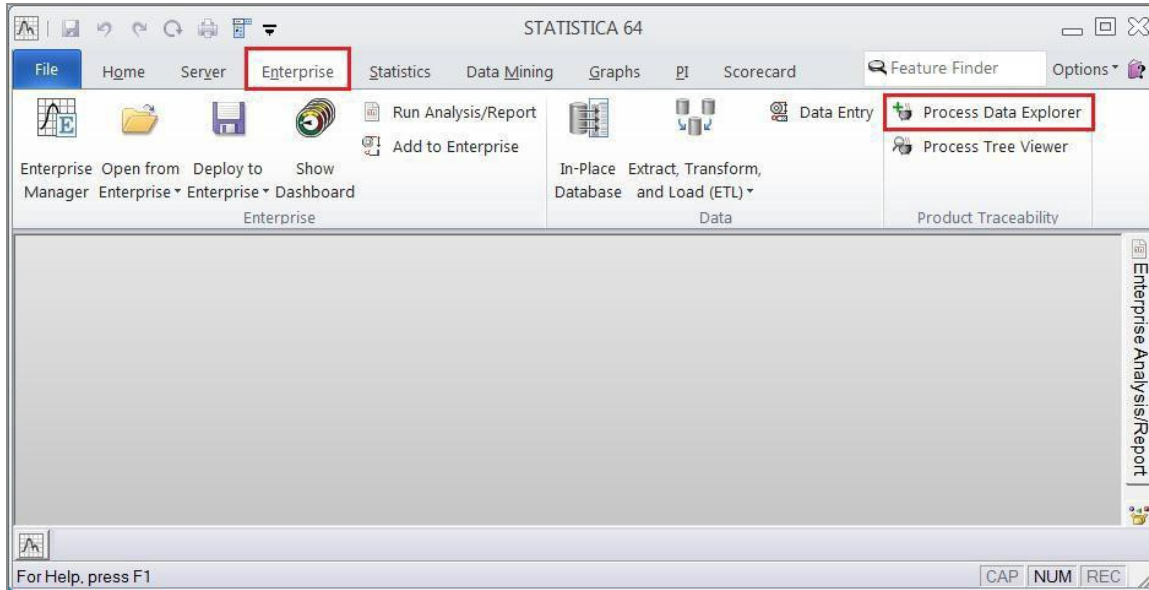 STATISTICA 64
File Home Server Enterprise Statistics Data Mining Graphs PI Scorecard Feature Finder Options
Enterprise Manager
Open from Enterprise
Deploy to Enterprise
Show Dashboard
Run Analysis/Report
Add to Enterprise
Enterprise
In-Place Database
Extract, Transform, and Load (ETL)
Data Entry
Data
Process Data Explorer
Process Tree Viewer
Product Traceability
Enterprise Analysis/Report
For Help, press F1
CAP NUM REC